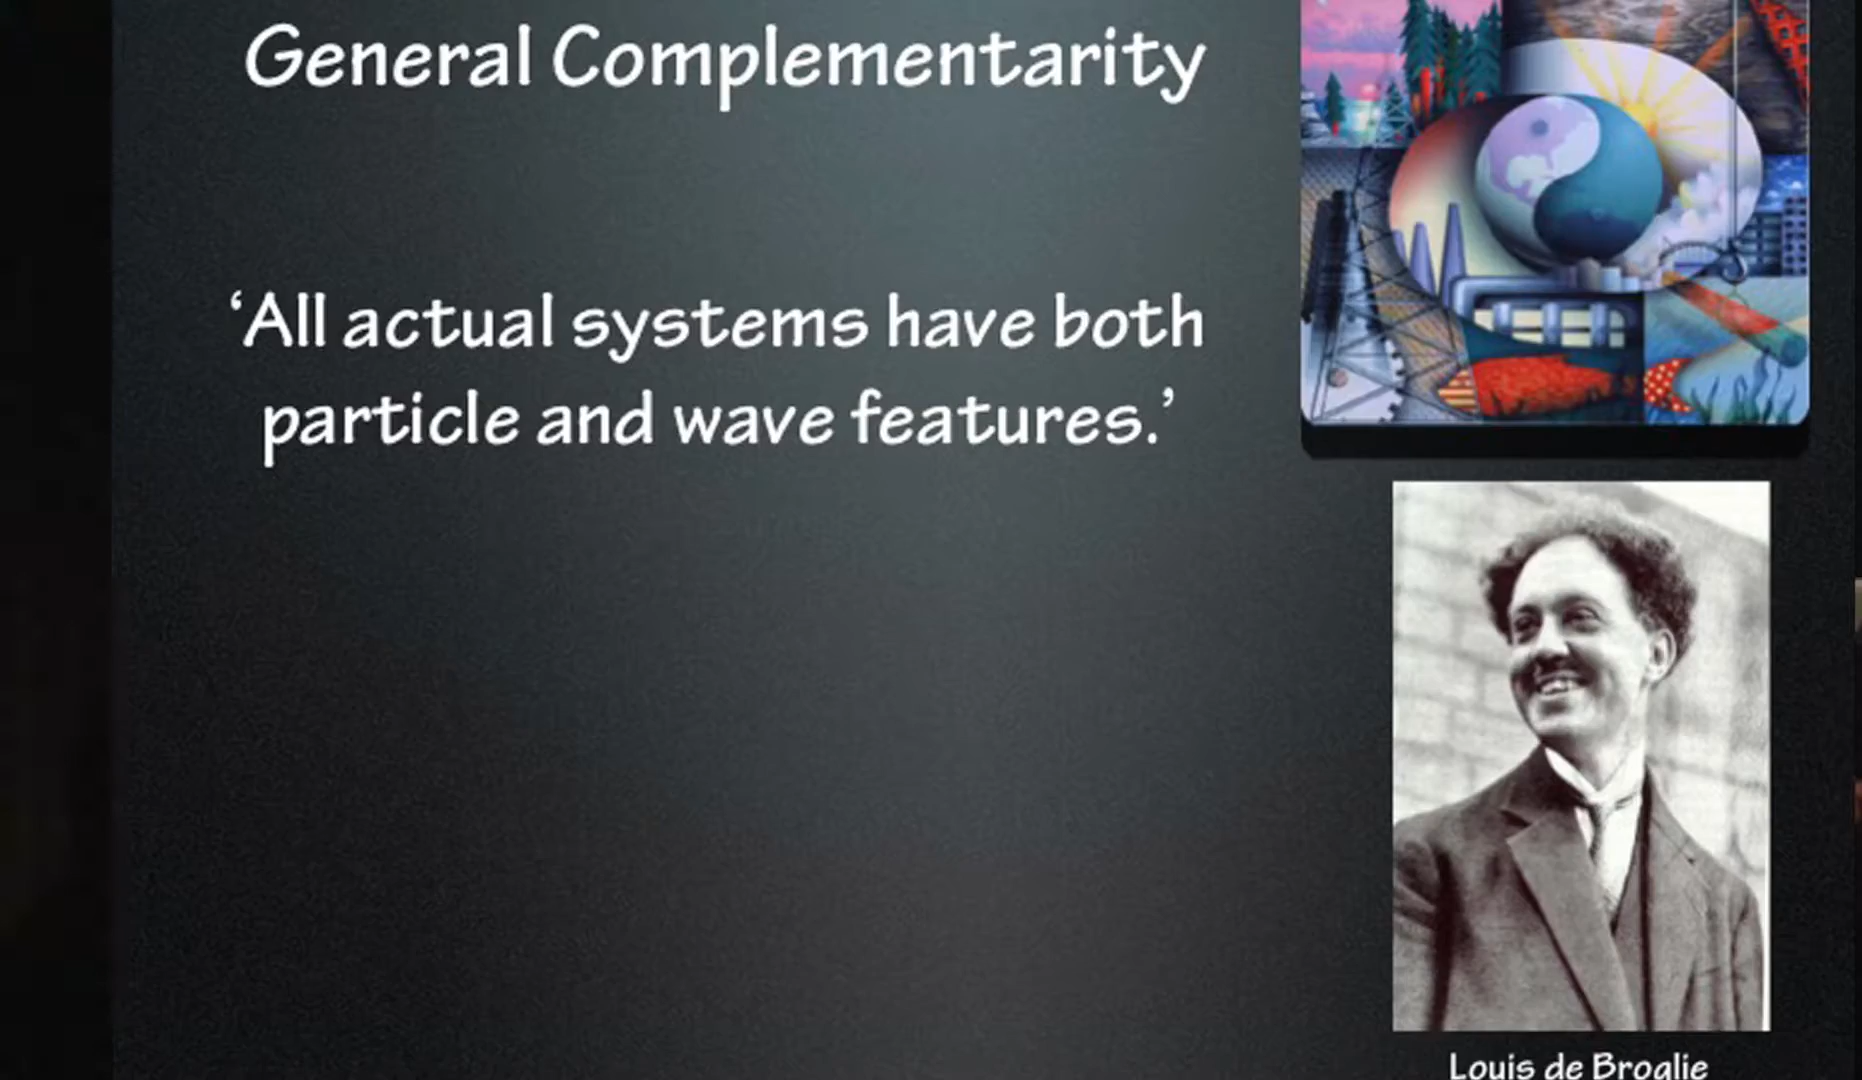 General Complementarity
‘All actual systems have both
particle and wave features.’
Louis de Broglie